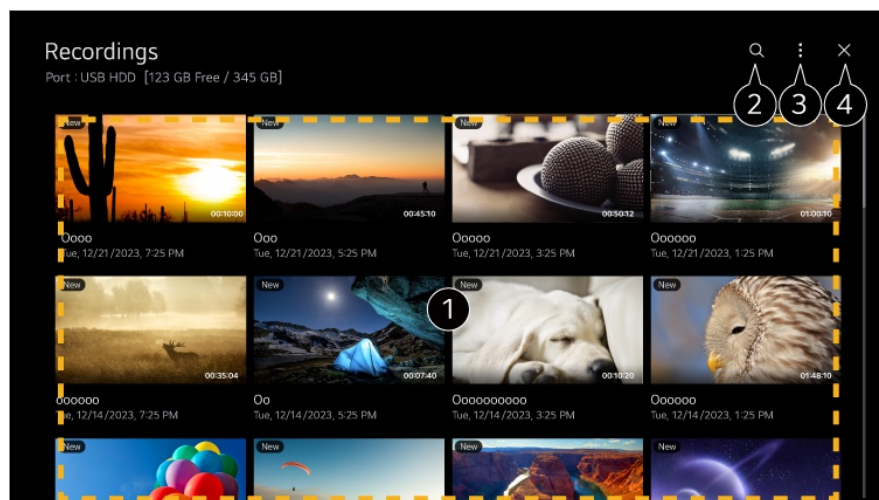 Recordings
Port : USB HDD [123 GB Free / 345 GB]
2 3 4
New New New New
00:10:00 00:45:10 00:50:12 01:00:10
Oooo Ooo Ooooo Oooooo
Tue, 12/21/2023, 7:25 PM Tue, 12/21/2023, 5:25 PM Tue, 12/21/2023, 3:25 PM Tue, 12/21/2023, 1:25 PM
New New New New
1
00:35:04 00:07:40 00:10:20 01:48:10
oooooo Oo Oooooooooo Oooooo
Tue, 12/14/2023, 7:25 PM Tue, 12/14/2023, 5:25 PM Tue, 12/14/2023, 3:25 PM Tue, 12/14/2023, 1:25 PM
New New New New